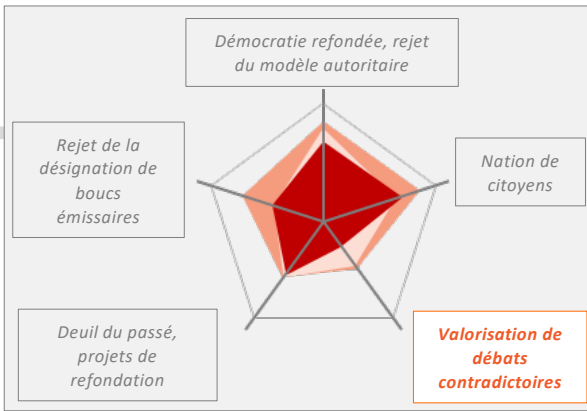 Démocratie refondée, rejet
du modèle autoritaire
Rejet de la
désignation de
boucs
émissaires
Nation de
citoyens
Deuil du passé,
projets de
refondation
Valorisation de
débats
contradictoires